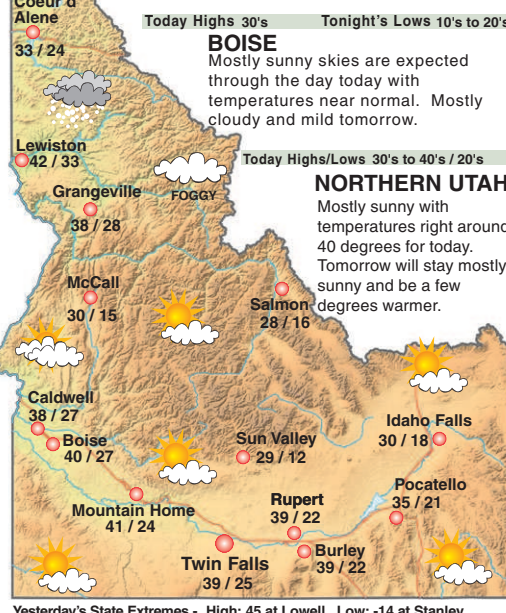 Coeur d'
Alene
33 / 24
Today Highs 30's Tonight's Lows 10's to 20's
BOISE
Mostly sunny skies are expected
through the day today with
temperatures near normal. Mostly
cloudy and mild tomorrow.
Lewiston
42 / 33
Today Highs/Lows 30's to 40's / 20's
NORTHERN UTAH
Mostly sunny with
temperatures right around
40 degrees for today.
Tomorrow will stay mostly
sunny and be a few
degrees warmer.
Grangeville
38 / 28
FOGGY
McCall
30 / 15
Salmon
28 / 16
Caldwell
38 / 27
Boise
40 / 27
Sun Valley
29 / 12
Idaho Falls
30 / 18
Mountain Home
41 / 24
Rupert
39 / 22
Pocatello
35 / 21
Twin Falls
39 / 25
Burley
39 / 22
Yesterday's State Extremes - High: 45 at Lowell Low: -14 at Stanley